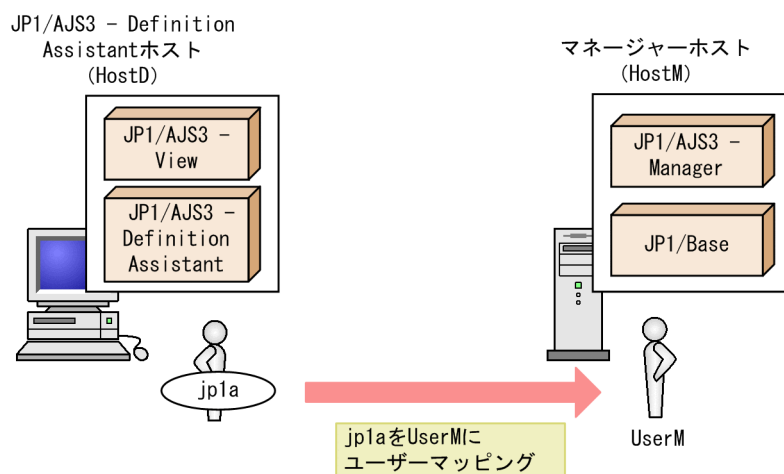 JP1/AJS3 - Definition
Assistantホスト
(HostD)
JP1/AJS3 -
View
JP1/AJS3 -
Definition
Assistant
jp1a
マネージャーホスト
(HostM)
JP1/AJS3 -
Manager
JP1/Base
UserM
jp1aをUserMに
ユーザーマッピング